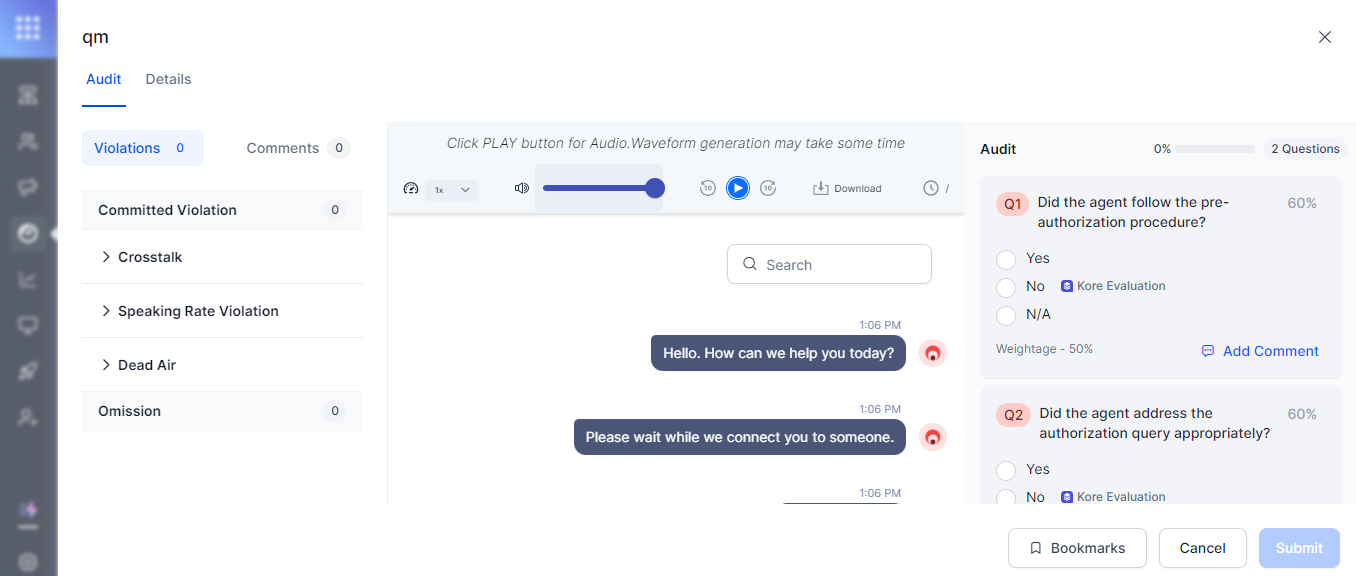 qm
Audit
Details
Violations 0
Comments 0
Committed Violation 0
Crosstalk
Speaking Rate Violation
Dead Air
Omission 0
Click PLAY button for Audio.Waveform generation may take some time
1x
10
10
Download
/
Search
1:06 PM
Hello. How can we help you today?
1:06 PM
Please wait while we connect you to someone.
1:06 PM
Audit
0%
2 Questions
Q1
Did the agent follow the pre-
authorization procedure?
60%
Yes
No
Kore Evaluation
N/A
Weightage - 50%
Add Comment
Q2
Did the agent address the
authorization query appropriately?
60%
Yes
No
Kore Evaluation
Bookmarks
Cancel
Submit